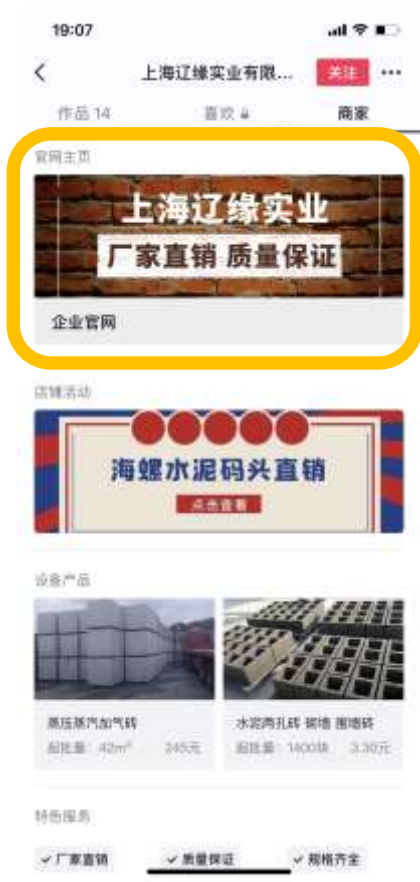 19:07
上海辽缘实业有限... 关注
作品 14 喜欢 商家
官网主页
上海辽缘实业
厂家直销 质量保证
企业官网
店铺活动
海螺水泥码头直销
点击查看
设备产品
蒸压蒸汽加气砖 水泥两孔砖 砌墙 围墙砖
起批量 42m³ 245元 起批量 1400块 3.30元
特色服务
厂家直销 质量保证 规格齐全